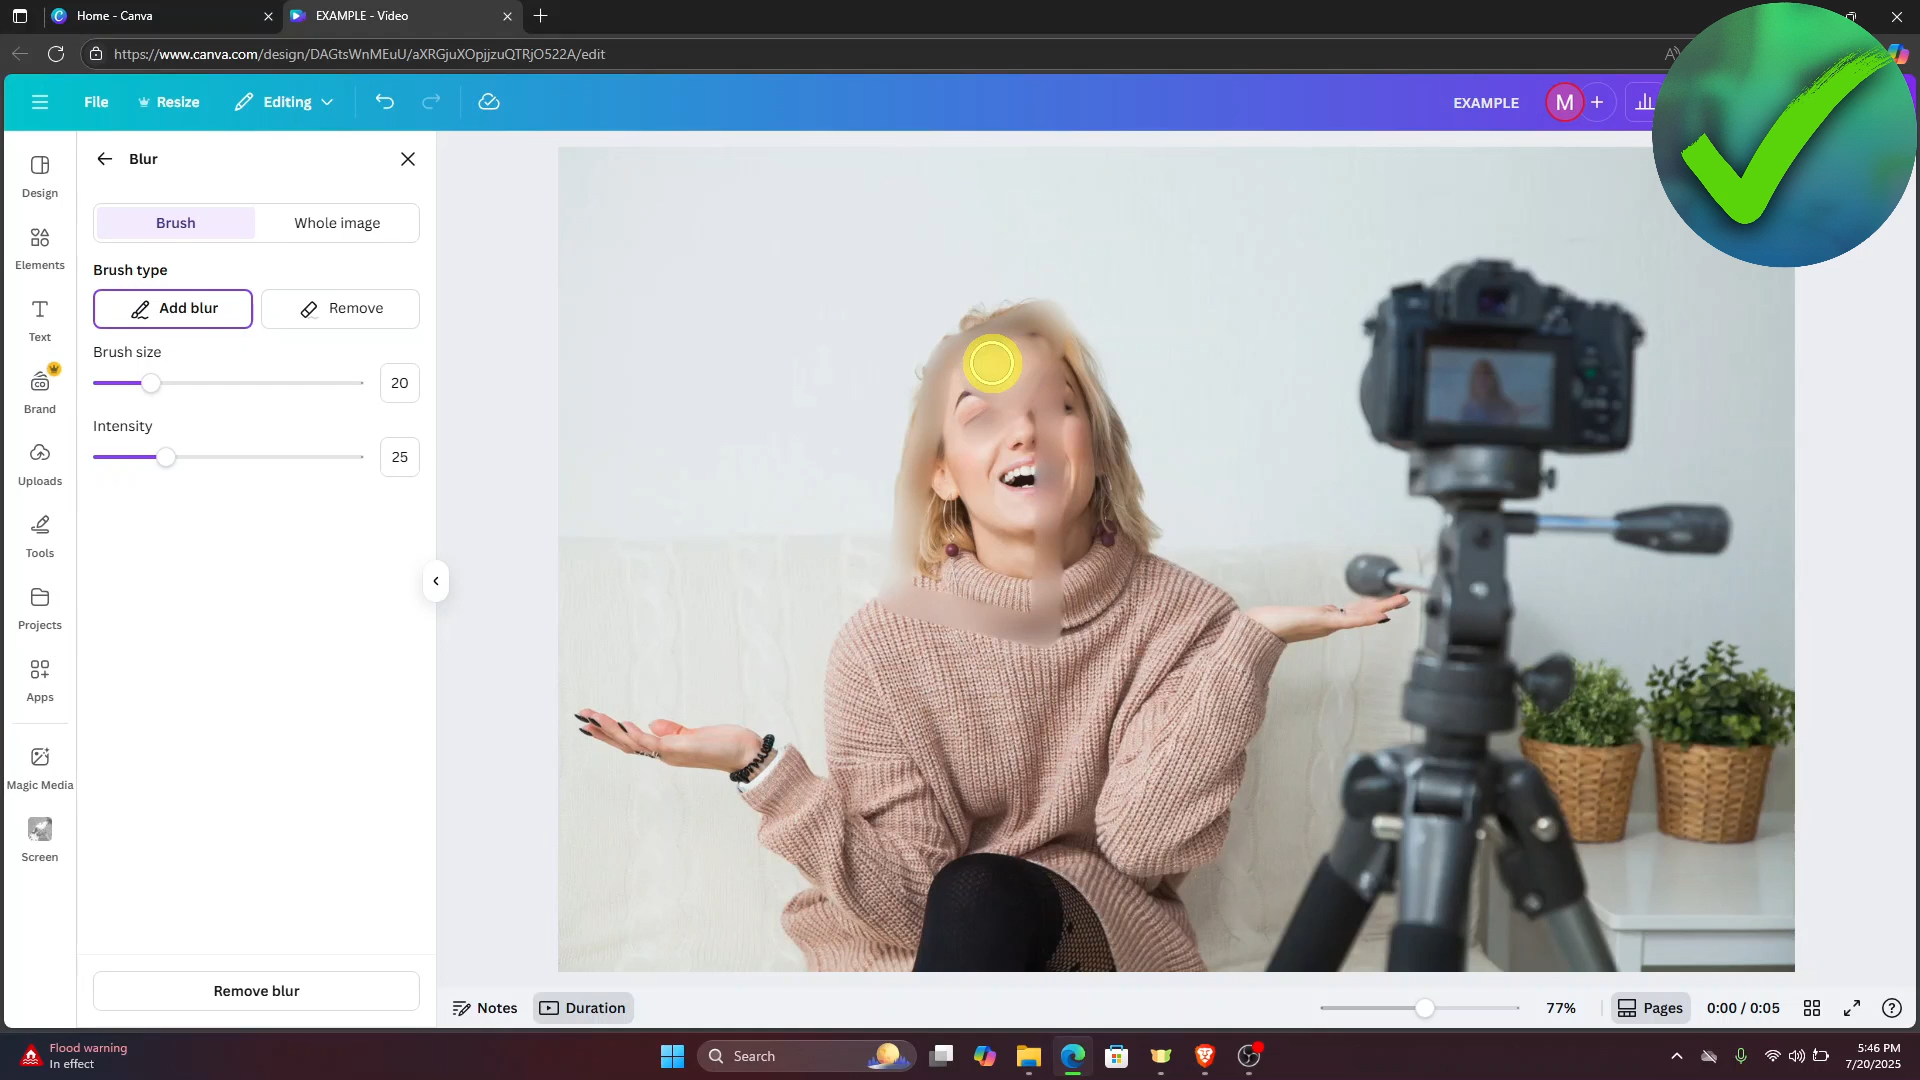 Home - Canva
EXAMPLE - Video
https://www.canva.com/design/DAGtsWnMEuU/aXRGjuXOpjjzuQTRjO522A/edit
File
Resize
Editing
EXAMPLE
M
Design
Elements
Text
Brand
Uploads
Tools
Projects
Apps
Magic Media
Screen
Blur
Brush
Whole image
Brush type
Add blur
Remove
Brush size
20
Intensity
25
Remove blur
Notes
Duration
77%
Pages
0:00 / 0:05
Flood warning
In effect
Search
5:46 PM
7/20/2025